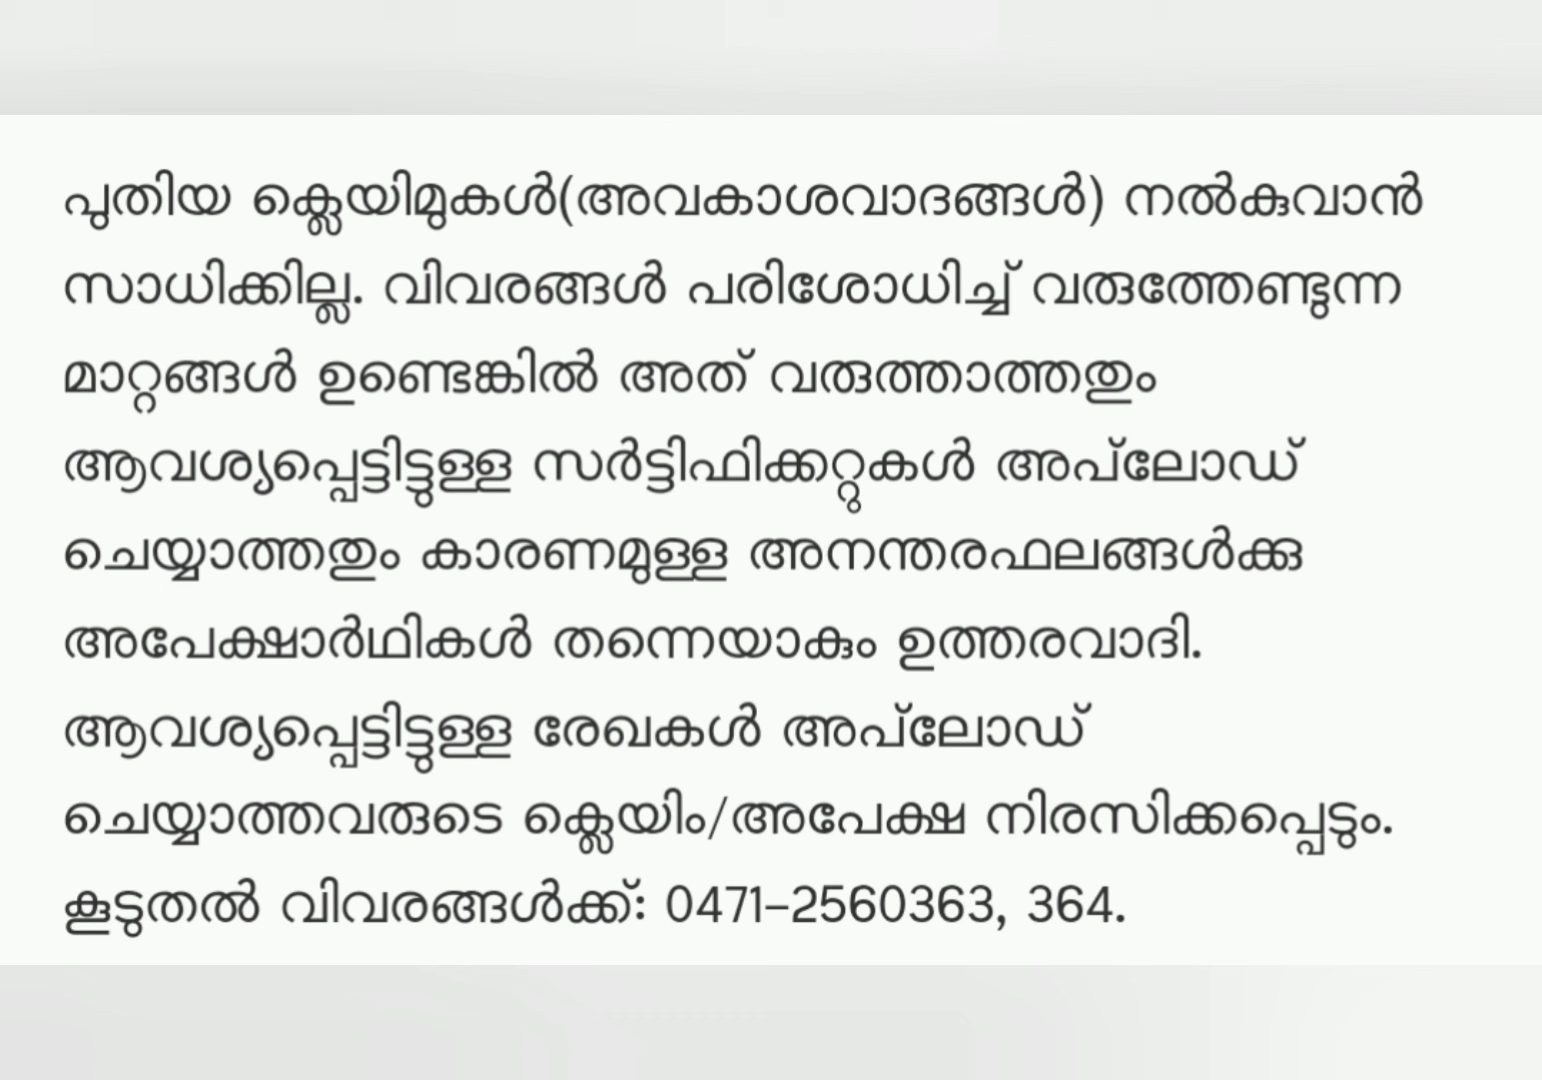 പുതിയ ക്ലെയിമുകൾ(അവകാശവാദങ്ങൾ) നൽകുവാൻ
സാധിക്കില്ല. വിവരങ്ങൾ പരിശോധിച്ച് വരുത്തേണ്ടുന്ന
മാറ്റങ്ങൾ ഉണ്ടെങ്കിൽ അത് വരുത്താത്തതും
ആവശ്യപ്പെട്ടിട്ടുള്ള സർട്ടിഫിക്കറ്റുകൾ അപ്‌ലോഡ്
ചെയ്യാത്തതും കാരണമുള്ള അനന്തരഫലങ്ങൾക്കു
അപേക്ഷാർഥികൾ തന്നെയാകും ഉത്തരവാദി.
ആവശ്യപ്പെട്ടിട്ടുള്ള രേഖകൾ അപ്‌ലോഡ്
ചെയ്യാത്തവരുടെ ക്ലെയിം/അപേക്ഷ നിരസിക്കപ്പെടും.
കൂടുതൽ വിവരങ്ങൾക്ക്: 0471–2560363, 364.